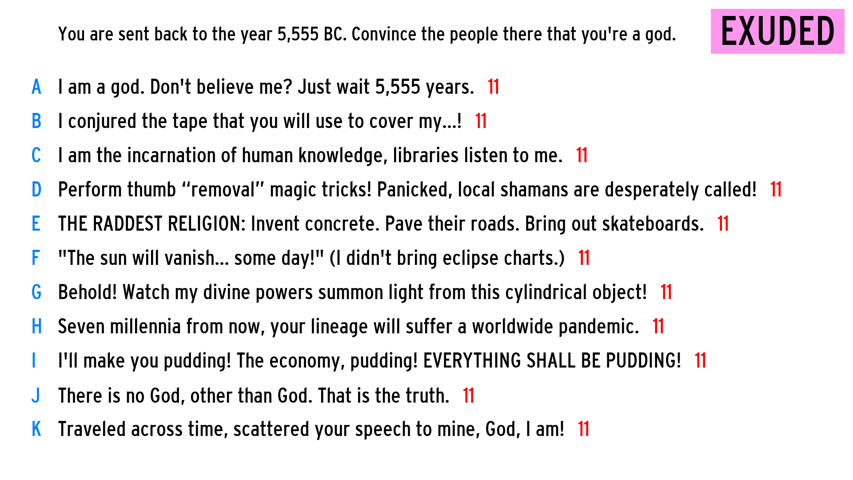 You are sent back to the year 5,555 BC. Convince the people there that you're a god.
EXUDED
A I am a god. Don't believe me? Just wait 5,555 years. 11
B I conjured the tape that you will use to cover my...! 11
C I am the incarnation of human knowledge, libraries listen to me. 11
D Perform thumb “removal” magic tricks! Panicked, local shamans are desperately called! 11
E THE RADDEST RELIGION: Invent concrete. Pave their roads. Bring out skateboards. 11
F "The sun will vanish... some day!" (I didn't bring eclipse charts.) 11
G Behold! Watch my divine powers summon light from this cylindrical object! 11
H Seven millennia from now, your lineage will suffer a worldwide pandemic. 11
I I'll make you pudding! The economy, pudding! EVERYTHING SHALL BE PUDDING! 11
J There is no God, other than God. That is the truth. 11
K Traveled across time, scattered your speech to mine, God, I am! 11